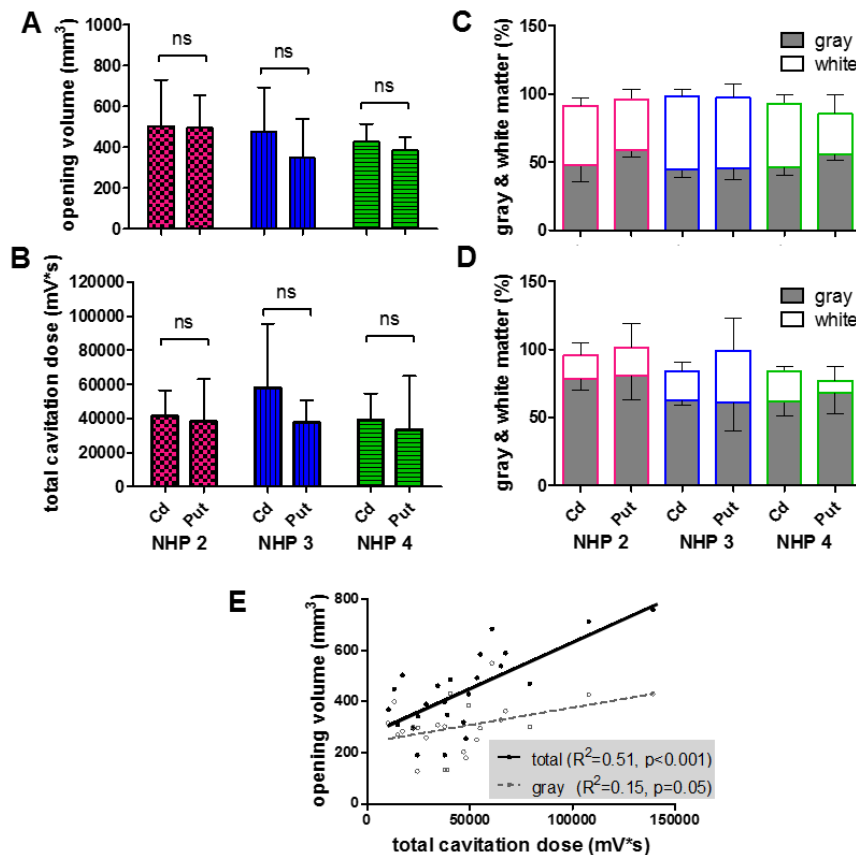 A
opening volume (mm³)
1000
800
600
400
200
0
ns
ns
ns
B
total cavitation dose (mV*s)
120000
100000
80000
60000
40000
20000
0
ns
ns
ns
Cd
Put
Cd
Put
Cd
Put
NHP 2
NHP 3
NHP 4
C
gray & white matter (%)
150
100
50
0
gray
white
D
gray & white matter (%)
150
100
50
0
gray
white
Cd
Put
Cd
Put
Cd
Put
NHP 2
NHP 3
NHP 4
E
opening volume (mm³)
800
600
400
200
0
total (R²=0.51, p<0.001)
gray (R²=0.15, p=0.05)
0
50000
100000
150000
total cavitation dose (mV*s)